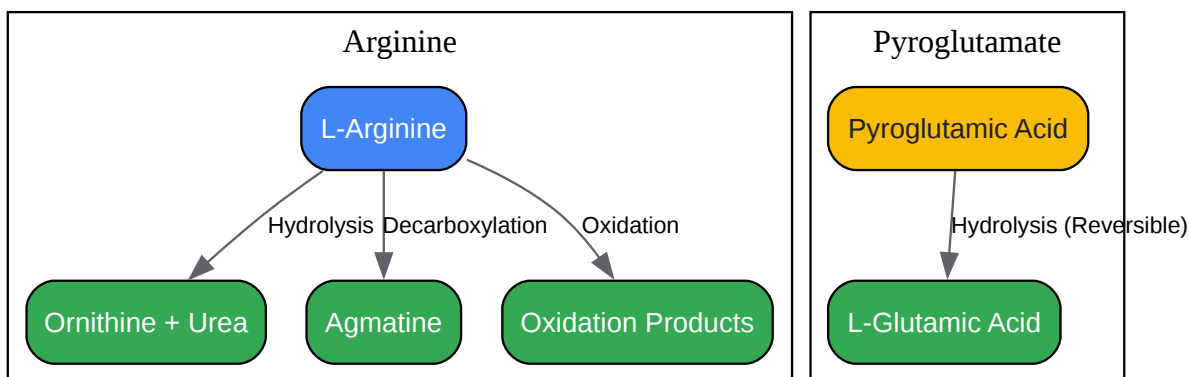 Arginine
Pyroglutamate
L-Arginine
Pyroglutamic Acid
Hydrolysis
Decarboxylation
Oxidation
Hydrolysis (Reversible)
Ornithine + Urea
Agmatine
Oxidation Products
L-Glutamic Acid